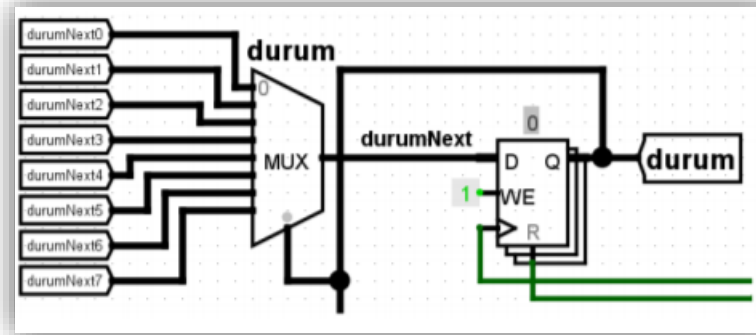 durumNext0
durumNext1
durumNext2
durumNext3
durumNext4
durumNext5
durumNext6
durumNext7
durum
0
MUX
durumNext
0
D Q
1 WE
R
durum